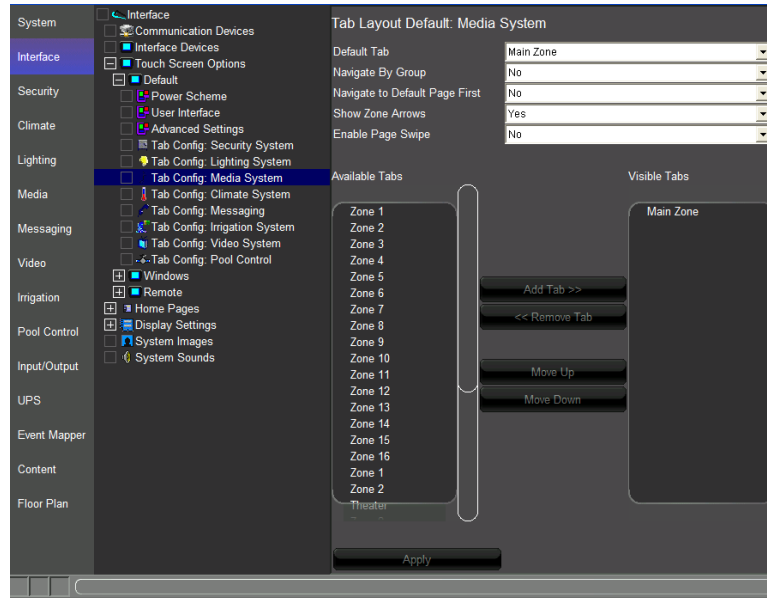 System
Interface
Security
Climate
Lighting
Media
Messaging
Video
Irrigation
Pool Control
Input/Output
UPS
Event Mapper
Content
Floor Plan
Interface
Communication Devices
Interface Devices
Touch Screen Options
Default
Power Scheme
User Interface
Advanced Settings
Tab Config: Security System
Tab Config: Lighting System
Tab Config: Media System
Tab Config: Climate System
Tab Config: Messaging
Tab Config: Irrigation System
Tab Config: Video System
Tab Config: Pool Control
Windows
Remote
Home Pages
Display Settings
System Images
System Sounds
Tab Layout Default: Media System
Default Tab Main Zone
Navigate By Group No
Navigate to Default Page First No
Show Zone Arrows Yes
Enable Page Swipe No
Available Tabs
Zone 1
Zone 2
Zone 3
Zone 4
Zone 5
Zone 6
Zone 7
Zone 8
Zone 9
Zone 10
Zone 11
Zone 12
Zone 13
Zone 14
Zone 15
Zone 16
Zone 1
Zone 2
Theater
Add Tab >>
<< Remove Tab
Move Up
Move Down
Visible Tabs
Main Zone
Apply